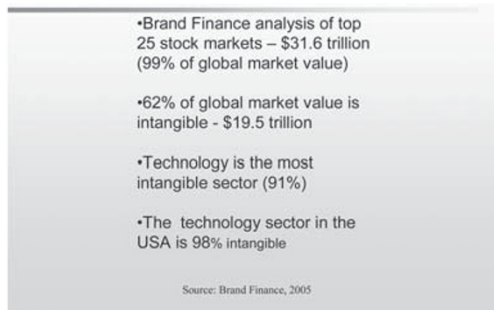 •Brand Finance analysis of top
25 stock markets – $31.6 trillion
(99% of global market value)
•62% of global market value is
intangible - $19.5 trillion
•Technology is the most
intangible sector (91%)
•The technology sector in the
USA is 98% intangible
Source: Brand Finance, 2005